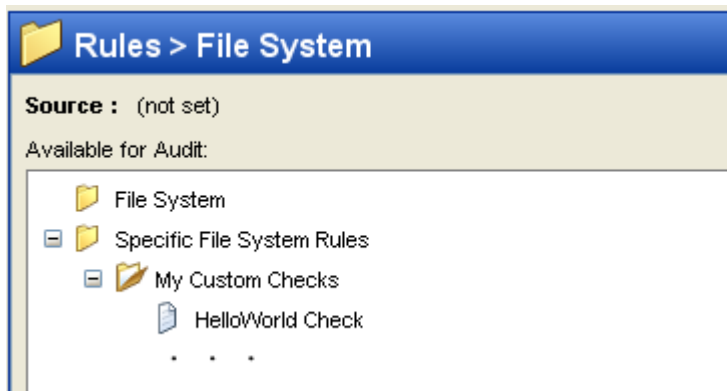 Rules > File System
Source : (not set)
Available for Audit:
File System
Specific File System Rules
My Custom Checks
HelloWorld Check
. . .